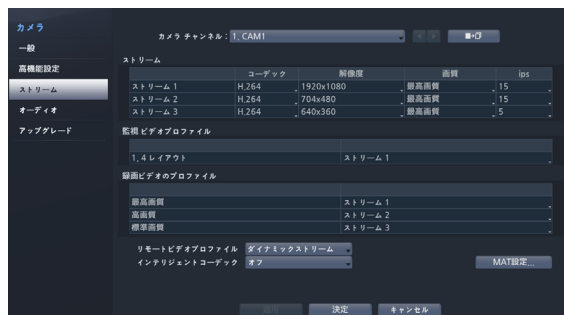 カメラ
一般
高機能設定
ストリーム
オーディオ
アップグレード
カメラ チャンネル : 1. CAM1
ストリーム
コーデック 解像度 画質 ips
ストリーム 1 H.264 1920x1080 最高画質 15
ストリーム 2 H.264 704x480 最高画質 15
ストリーム 3 H.264 640x360 最高画質 5
監視 ビデオプロファイル
1, 4 レイアウト ストリーム 1
録画ビデオのプロファイル
最高画質 ストリーム 1
高画質 ストリーム 2
標準画質 ストリーム 3
リモートビデオプロファイル ダイナミックストリーム
インテリジェントコーデック オフ
MAT設定...
適用 決定 キャンセル